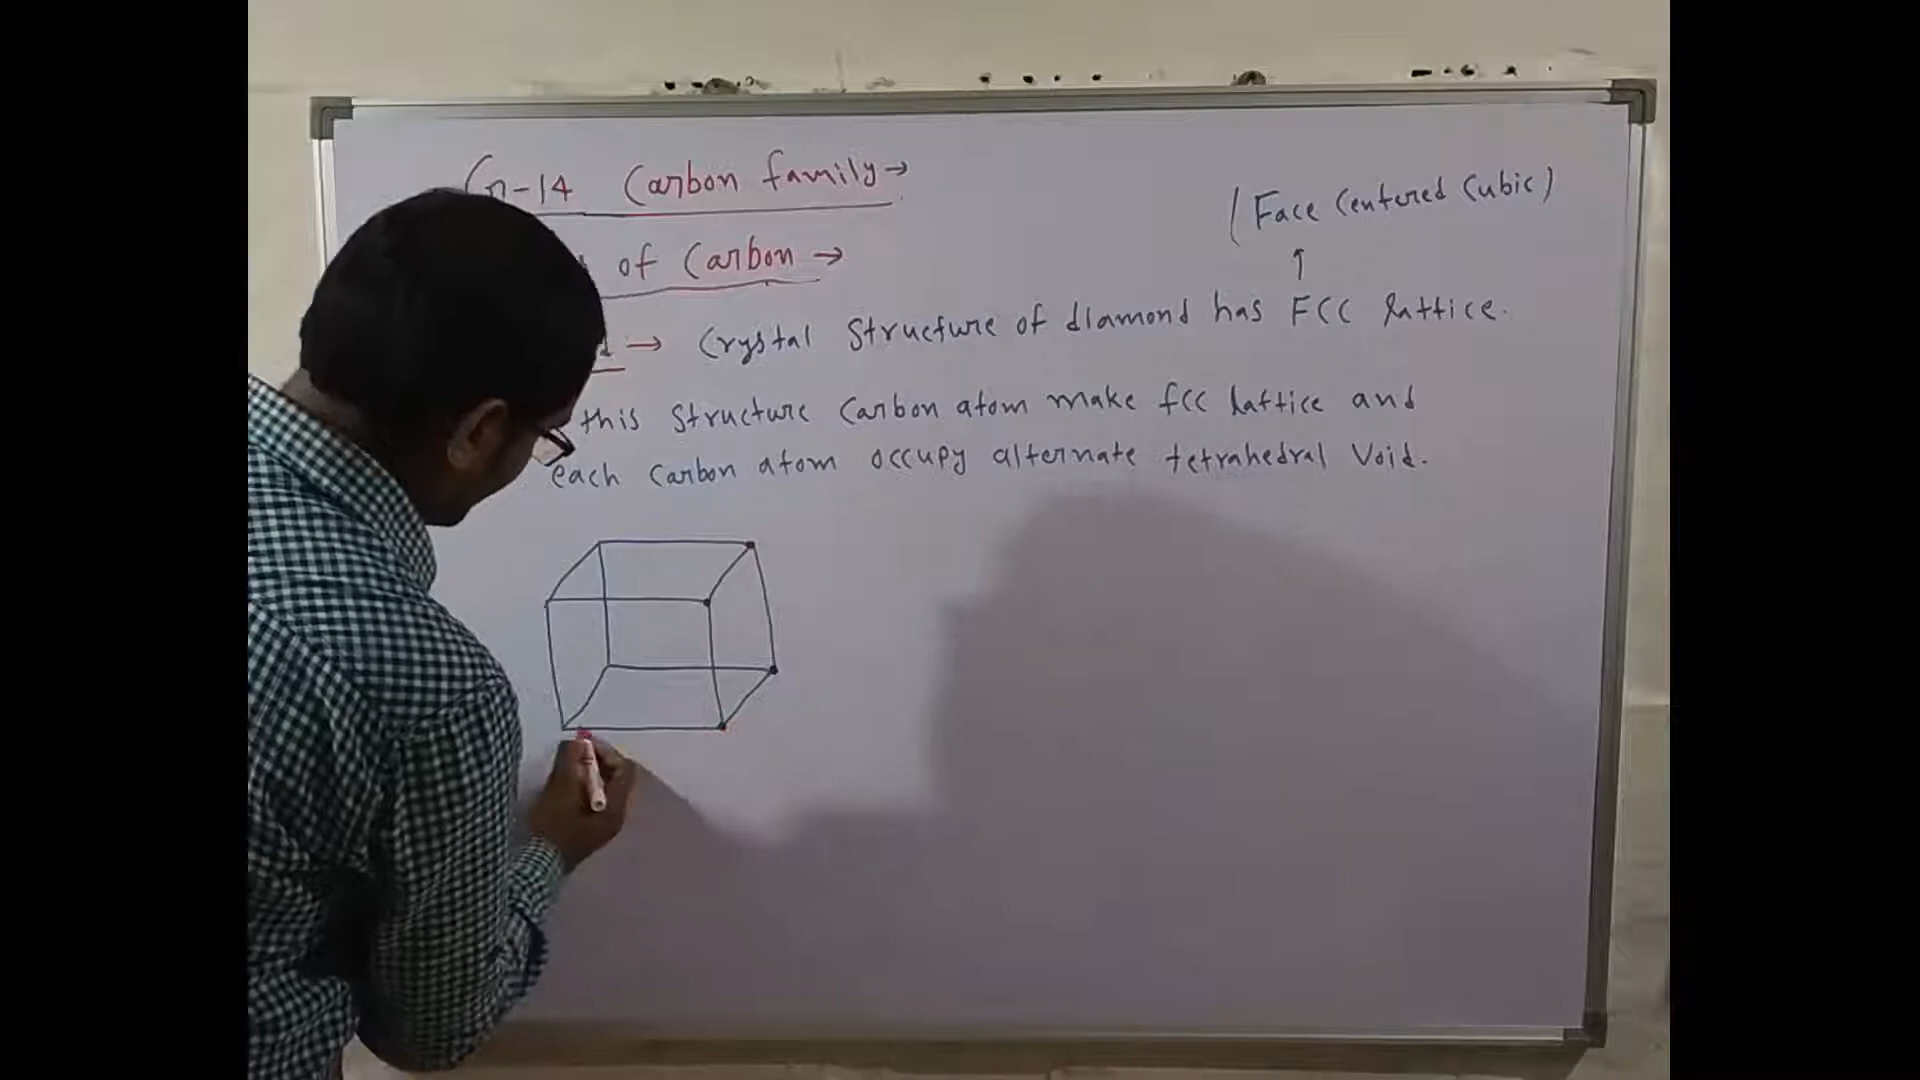 Gr-14 Carbon family→
(Face Centered Cubic)
of Carbon →
↑
→ Crystal Structure of diamond has FCC lattice.
this structure Carbon atom make fcc lattice and
each carbon atom occupy alternate tetrahedral Void.